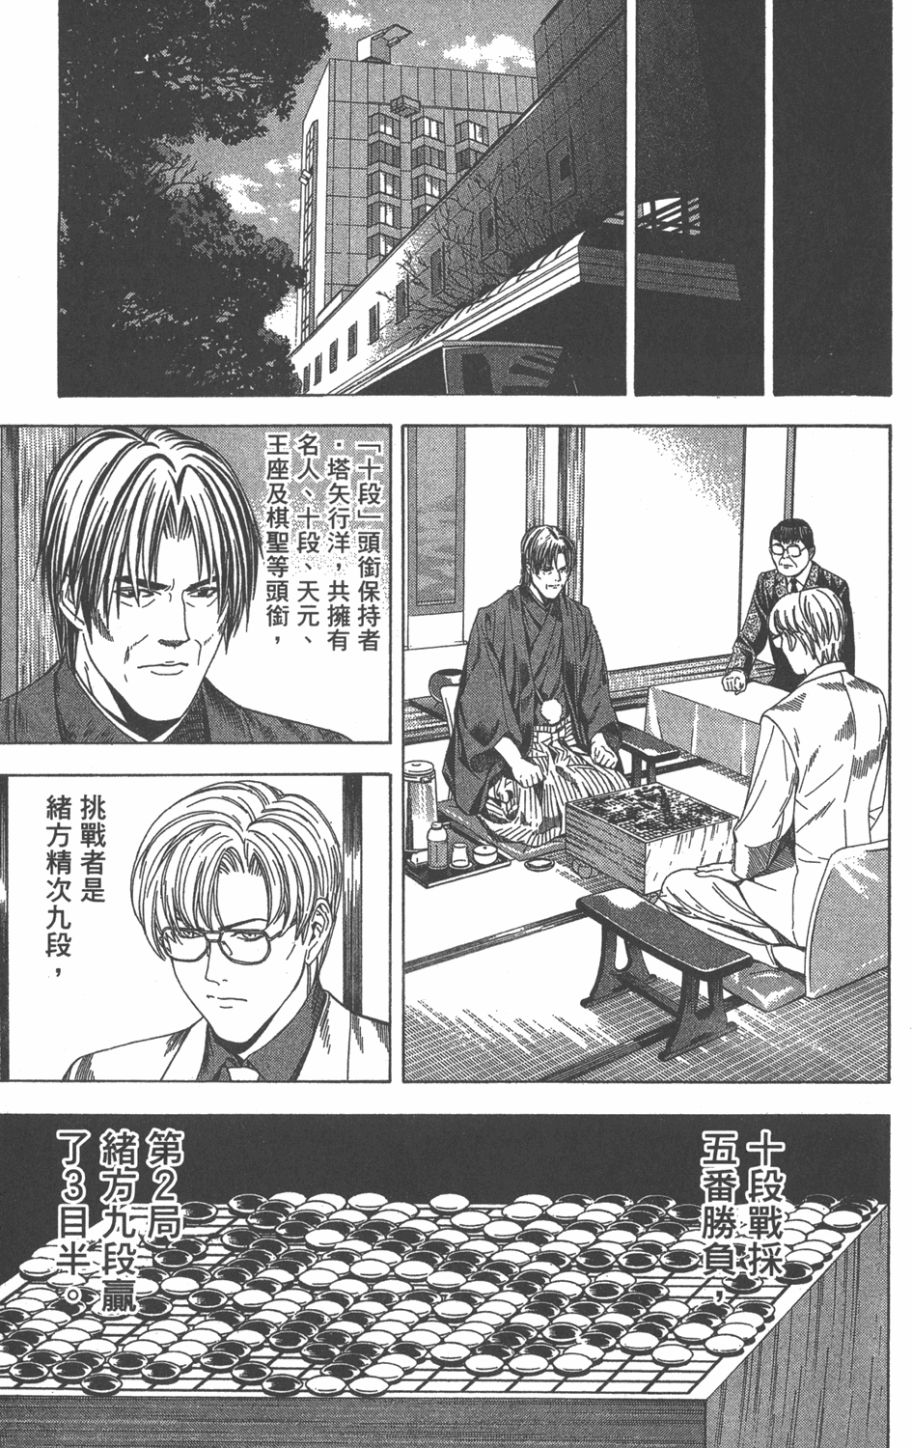 「十段」頭銜保持者
．塔矢行洋，共擁有
名人、十段、天元、
王座及棋聖等頭銜，
挑戰者是
緒方精次九段，
十段戰採
五番勝負，
第2局
緒方九段贏
了3目半。